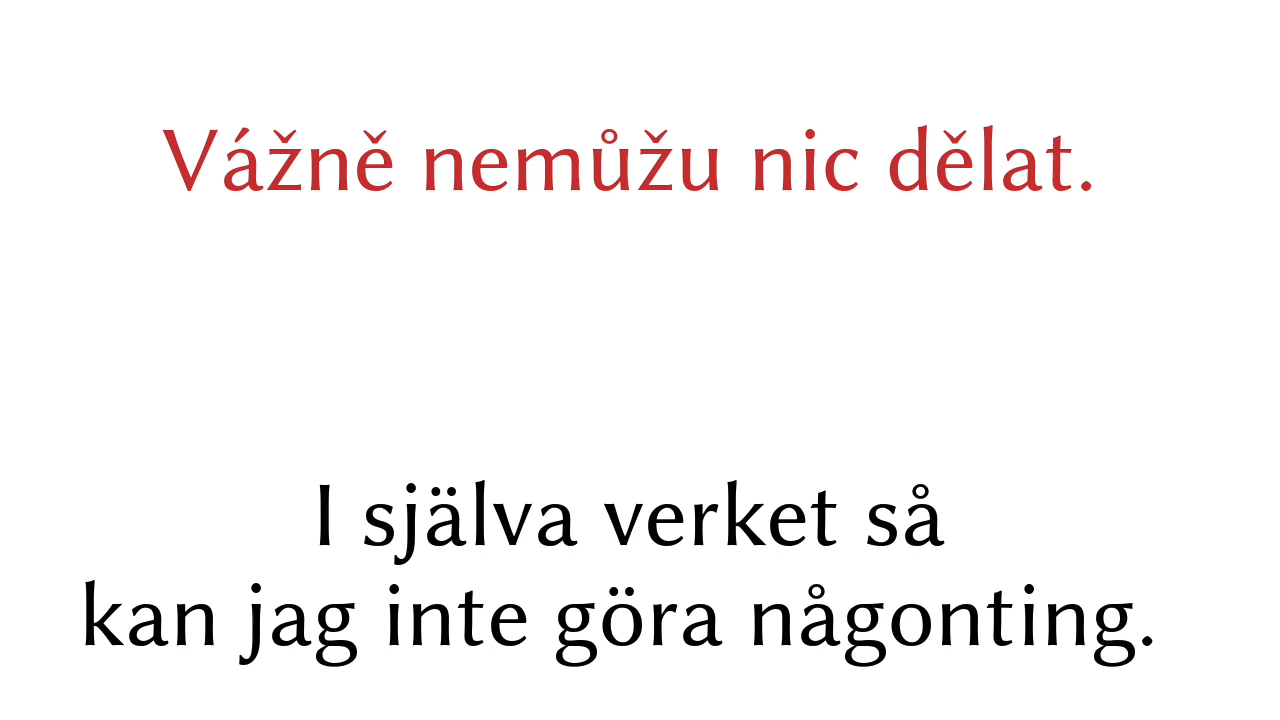 Vážně nemůžu nic dělat.
I själva verket så
kan jag inte göra någonting.